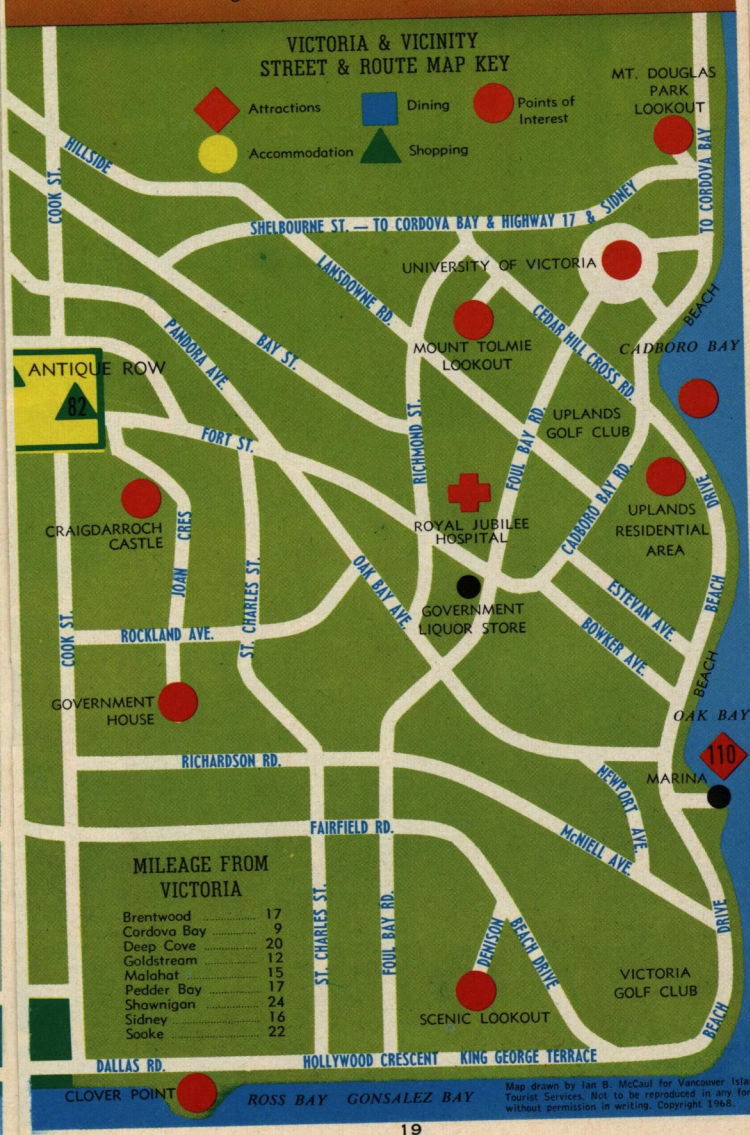 VICTORIA & VICINITY
STREET & ROUTE MAP KEY
Attractions
Dining
Points of
Interest
Accommodation
Shopping
MT. DOUGLAS
PARK
LOOKOUT
HILLSIDE
COOK ST.
TO CORDOVA BAY
SHELBOURNE ST. — TO CORDOVA BAY & HIGHWAY 17 & SIDNEY
LANSDOWNE RD.
UNIVERSITY OF VICTORIA
BEACH
CADBORO BAY
PANDORA AVE
BAY ST.
MOUNT TOLMIE
LOOKOUT
CEDAR HILL CROSS RD.
ANTIQUE ROW
82
FORT ST.
RICHMOND ST.
FOUL BAY RD.
UPLANDS
GOLF CLUB
CADBORO BAY RD.
DRIVE
CRAIGDARROCH
CASTLE
JOAN CRES
ROYAL JUBILEE
HOSPITAL
UPLANDS
RESIDENTIAL
AREA
ST. CHARLES ST.
OAK BAY AVE.
GOVERNMENT
LIQUOR STORE
ESTEVAN AVE.
BOWKER AVE.
BEACH
COOK ST.
ROCKLAND AVE.
BEACH
GOVERNMENT
HOUSE
OAK BAY
110
MARINA
RICHARDSON RD.
NEWPORT AVE.
McNIELL AVE.
FAIRFIELD RD.
MILEAGE FROM
VICTORIA
Brentwood ........ 17
Cordova Bay ........ 9
Deep Cove ........ 20
Goldstream ........ 12
Malahat ........ 15
Pedder Bay ........ 17
Shawnigan ........ 24
Sidney ........ 16
Sooke ........ 22
ST. CHARLES ST.
FOUL BAY RD.
DENISON
BEACH DRIVE
DRIVE
VICTORIA
GOLF CLUB
SCENIC LOOKOUT
BEACH
DALLAS RD.
HOLLYWOOD CRESCENT
KING GEORGE TERRACE
CLOVER POINT
ROSS BAY
GONSALEZ BAY
Map drawn by Ian B. McCaul for Vancouver Isla
Tourist Services. Not to be reproduced in any for
without permission in writing. Copyright 1968.
19